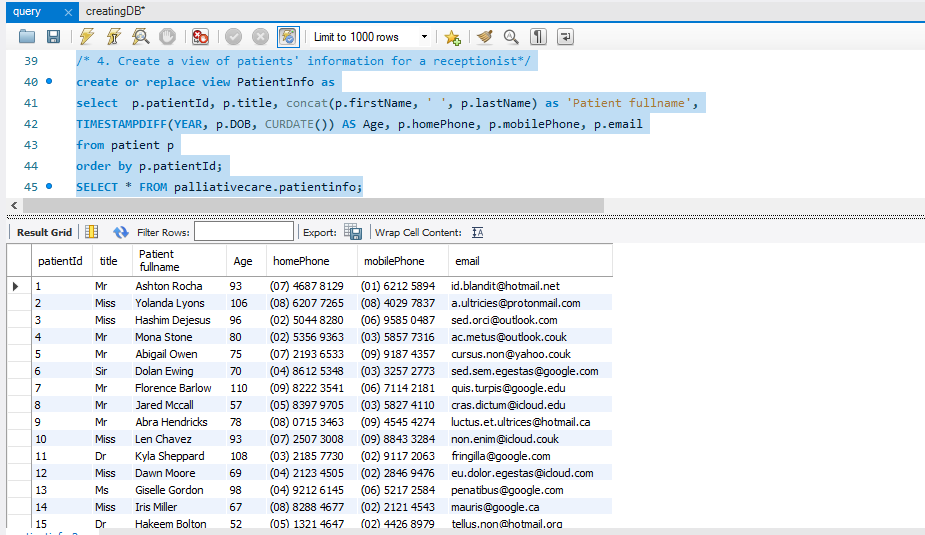 query × creatingDB*
Limit to 1000 rows
39 /* 4. Create a view of patients' information for a receptionist*/
40 create or replace view PatientInfo as
41 select  p.patientId, p.title, concat(p.firstName, ' ', p.lastName) as 'Patient fullname',
42 TIMESTAMPDIFF(YEAR, p.DOB, CURDATE()) AS Age, p.homePhone, p.mobilePhone, p.email
43 from patient p
44 order by p.patientId;
45 SELECT * FROM palliativecare.patientinfo;
Result Grid Filter Rows: Export: Wrap Cell Content:
patientId title Patient fullname Age homePhone mobilePhone email
1 Mr Ashton Rocha 93 (07) 4687 8129 (01) 6212 5894 id.blandit@hotmail.net
2 Miss Yolanda Lyons 106 (08) 6207 7265 (08) 4029 7837 a.ultricies@protonmail.com
3 Miss Hashim Dejesus 96 (02) 5044 8280 (06) 9585 0487 sed.orci@outlook.com
4 Mr Mona Stone 80 (02) 5356 9363 (03) 5857 7316 ac.metus@outlook.couk
5 Mr Abigail Owen 75 (07) 2193 6533 (09) 9187 4357 cursus.non@yahoo.couk
6 Sir Dolan Ewing 70 (04) 8612 5348 (03) 3257 2773 sed.sem.egestas@google.com
7 Mr Florence Barlow 110 (09) 8222 3541 (06) 7114 2181 quis.turpis@google.edu
8 Mr Jared Mccall 57 (05) 8397 9705 (03) 5827 4110 cras.dictum@icloud.edu
9 Mr Abra Hendricks 78 (08) 0715 3463 (09) 4545 4274 luctus.et.ultrices@hotmail.ca
10 Miss Len Chavez 93 (07) 2507 3008 (09) 8843 3284 non.enim@icloud.couk
11 Dr Kyla Sheppard 108 (03) 2185 7730 (02) 9117 2063 fringilla@google.com
12 Miss Dawn Moore 69 (04) 2123 4505 (02) 2846 9476 eu.dolor.egestas@icloud.com
13 Ms Giselle Gordon 98 (04) 9212 6145 (06) 5217 2584 penatibus@google.com
14 Miss Iris Miller 67 (08) 8288 4677 (02) 2121 4543 mauris@google.ca
15 Dr Hakeem Bolton 52 (05) 1321 4647 (02) 4426 8979 tellus.non@hotmail.org